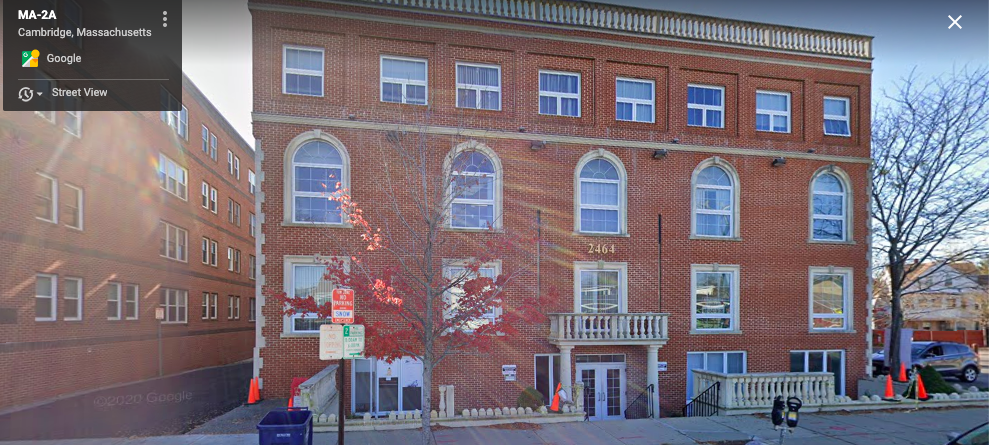 MA-2A
Cambridge, Massachusetts
Google
Street View
2464
NO
PARKING
SNOW
©2020 Google